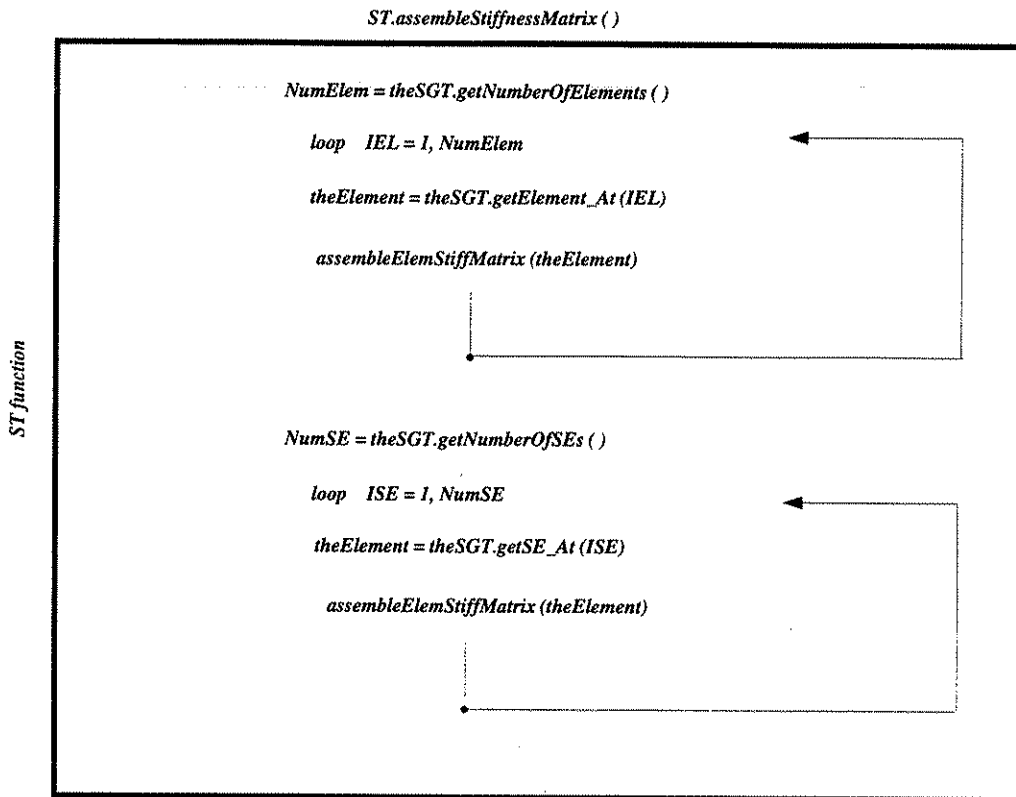 ST.assembleStiffnessMatrix ( )
NumElem = theSGT.getNumberOfElements ( )
loop IEL = 1, NumElem
theElement = theSGT.getElement_At (IEL)
assembleElemStiffMatrix (theElement)
ST function
NumSE = theSGT.getNumberOfSEs ( )
loop ISE = 1, NumSE
theElement = theSGT.getSE_At (ISE)
assembleElemStiffMatrix (theElement)